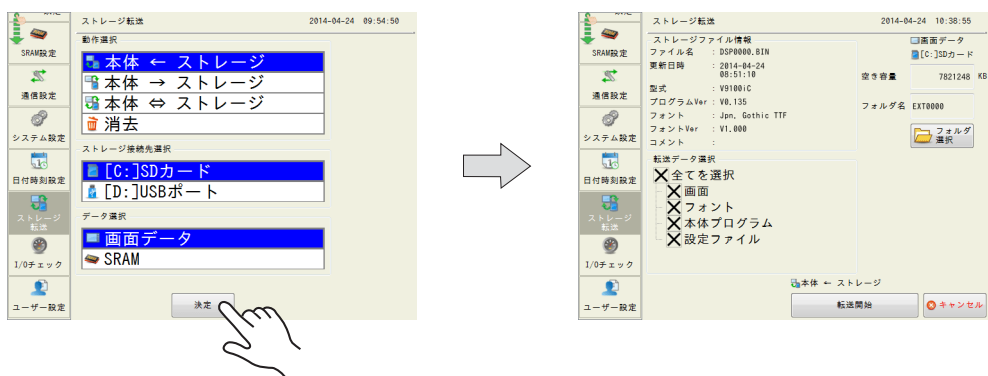 SRAM設定
通信設定
システム設定
日付時刻設定
ストレージ
転送
I/Oチェック
ユーザー設定
ストレージ転送 2014-04-24 09:54:50
動作選択
本体 ← ストレージ
本体 → ストレージ
本体 ⇔ ストレージ
消去
ストレージ接続先選択
[C:]SDカード
[D:]USBポート
データ選択
画面データ
SRAM
決定
SRAM設定
通信設定
システム設定
日付時刻設定
ストレージ
転送
I/Oチェック
ユーザー設定
ストレージ転送 2014-04-24 10:38:55
ストレージファイル情報
ファイル名 : DSP0000.BIN
更新日時 : 2014-04-24
08:51:10
型式 : V9100iC
プログラムVer : V0.135
フォント : Jpn. Gothic TTF
フォントVer : V1.000
コメント :
画面データ
[C:]SDカード
空き容量 7821248 KB
フォルダ名 EXT0000
フォルダ
選択
転送データ選択
全てを選択
画面
フォント
本体プログラム
設定ファイル
本体 ← ストレージ
転送開始
キャンセル